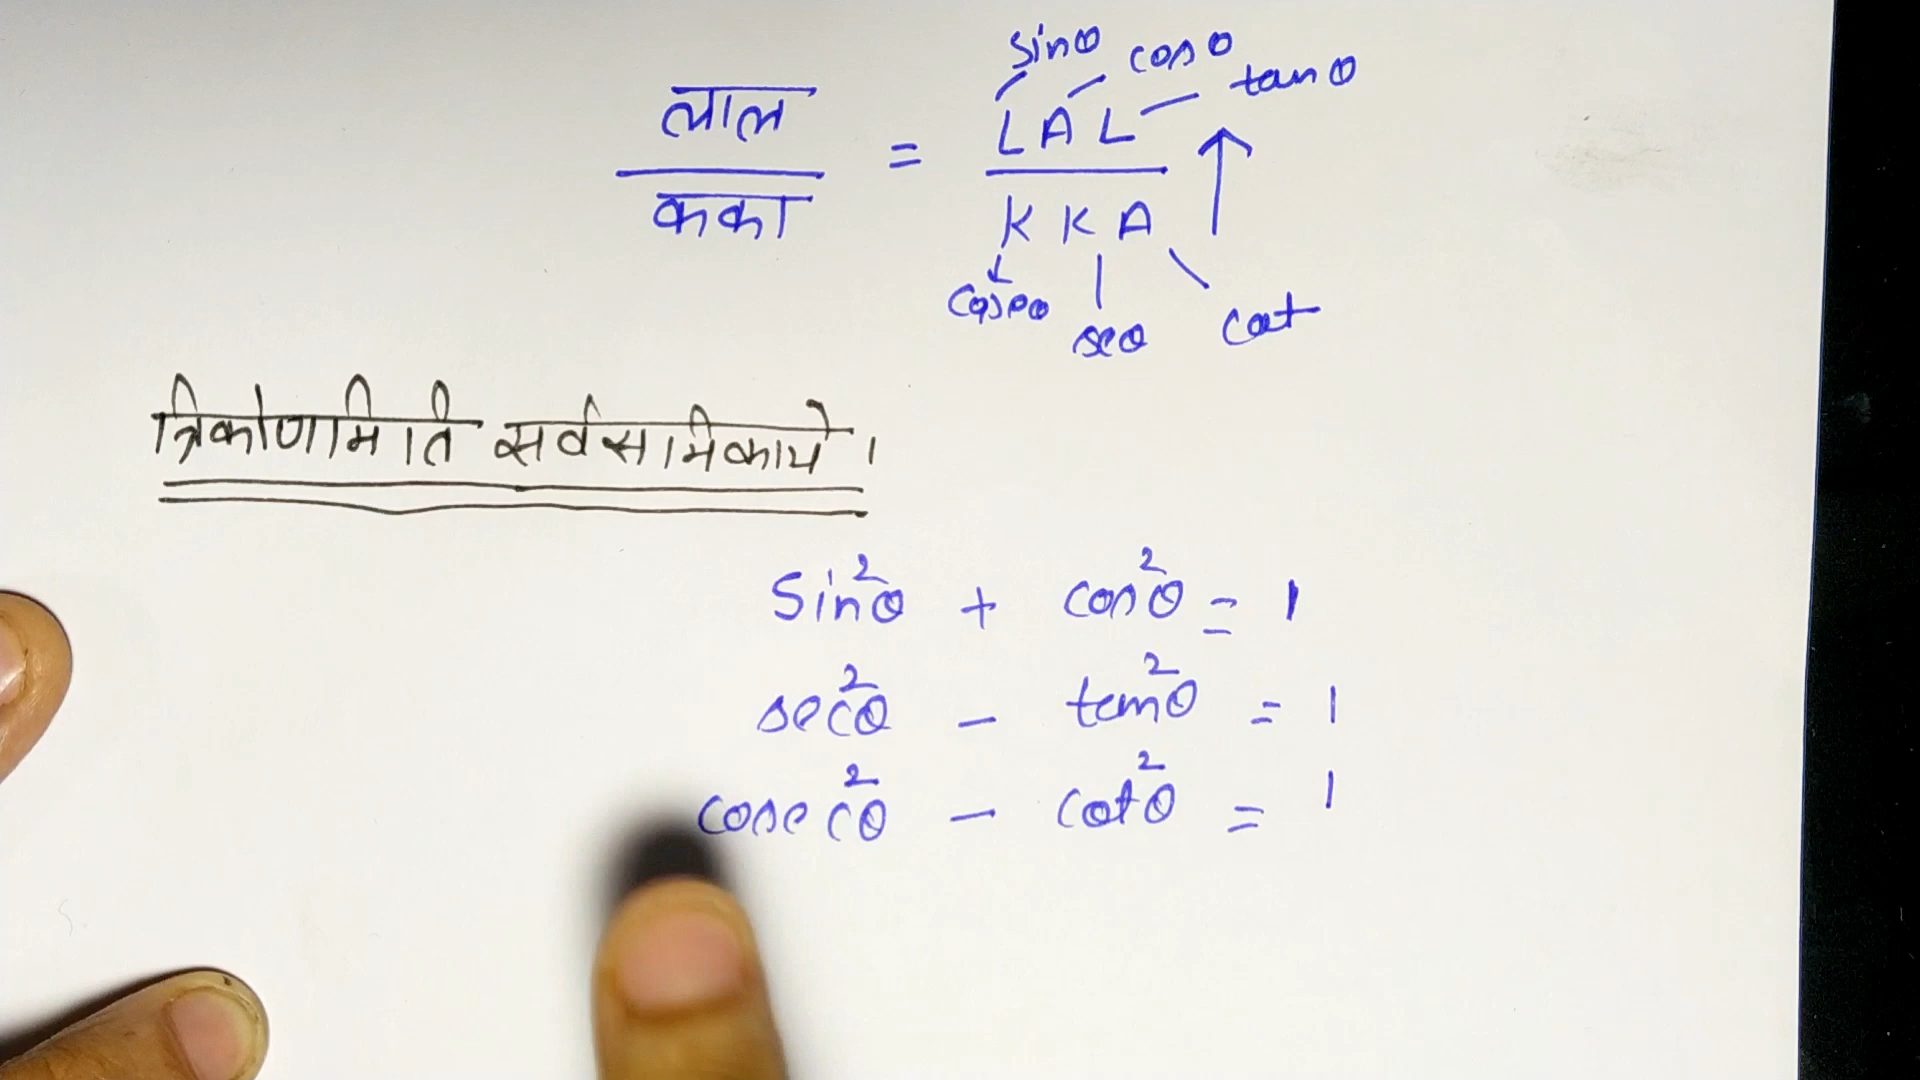 sinθ cosθ tanθ
लाल = LAL
कका KKA
coseθ secθ cot
त्रिकोणमिति सर्वसमिकाये।
sin²θ + cos²θ = 1
sec²θ - tan²θ = 1
cosec²θ - cot²θ = 1